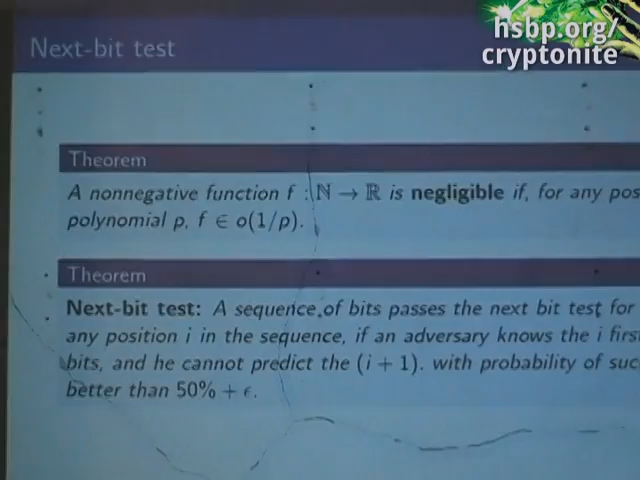 hsbp.org/
cryptonite
Next-bit test
Theorem
A nonnegative function f : ℕ → ℝ is negligible if, for any pos
polynomial p, f ∈ o(1/p).
Theorem
Next-bit test: A sequence of bits passes the next bit test for
any position i in the sequence, if an adversary knows the i firs
bits, and he cannot predict the (i + 1). with probability of suc
better than 50% + ϵ.